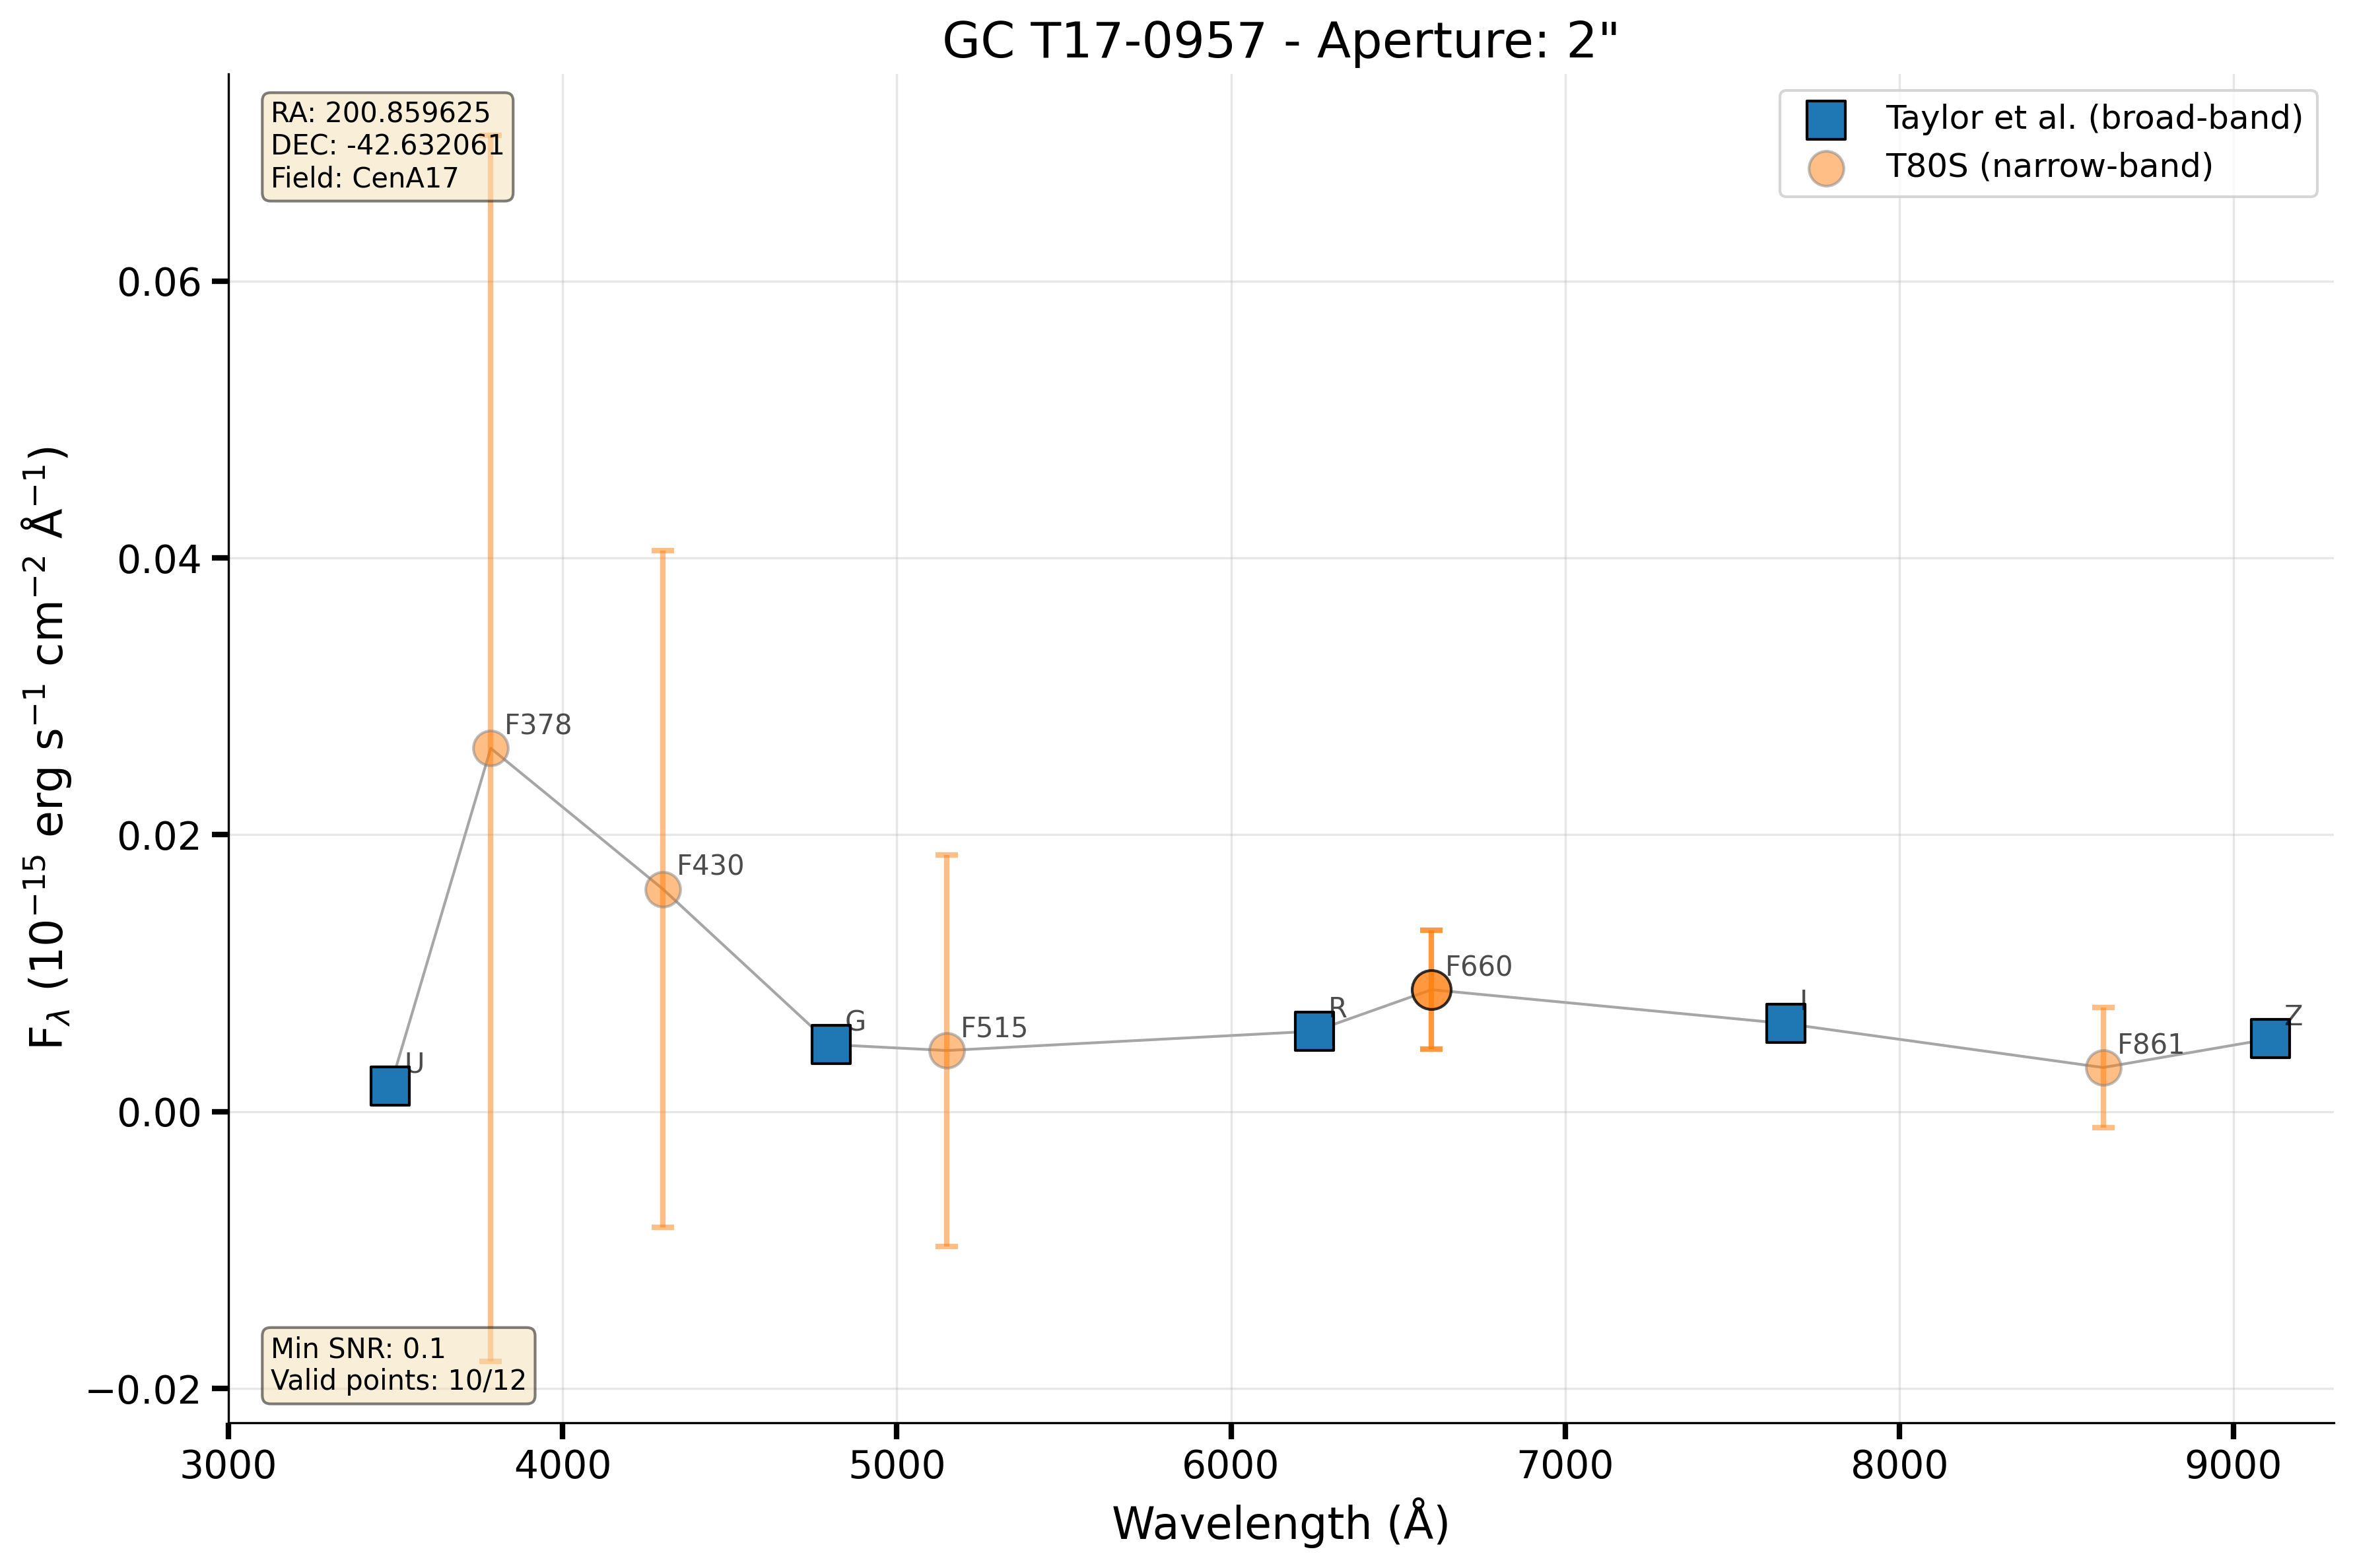 GC T17-0957 - Aperture: 2"
RA: 200.859625
DEC: -42.632061
Field: CenA17
Taylor et al. (broad-band)
T80S (narrow-band)
F$_λ$ (10$^{−15}$ erg s$^{−1}$ cm$^{−2}$ Å$^{−1}$)
0.06
0.04
0.02
0.00
−0.02
U
F378
F430
G
F515
R
F660
I
F861
Z
Min SNR: 0.1
Valid points: 10/12
3000
4000
5000
6000
7000
8000
9000
Wavelength (Å)